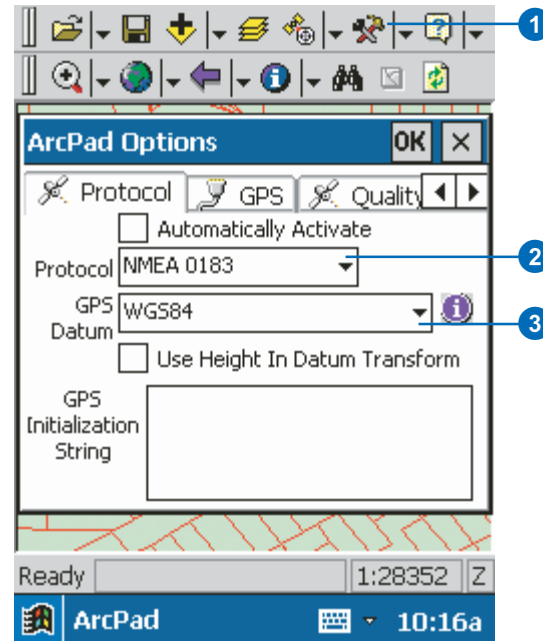 1
ArcPad Options OK
Protocol GPS Quality
Automatically Activate
Protocol NMEA 0183
2
GPS Datum WGS84
3
Use Height In Datum Transform
GPS
Initialization
String
Ready 1:28352 Z
ArcPad 10:16a